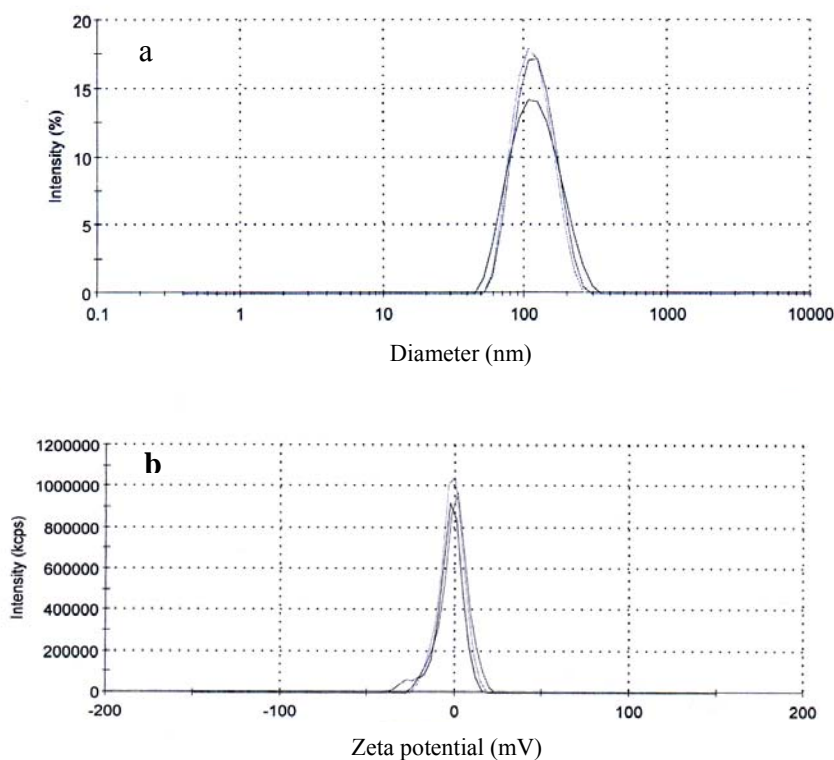 a
20
15
10
5
0
Intensity (%)
0.1 1 10 100 1000 10000
Diameter (nm)
b
1200000
1000000
800000
600000
400000
200000
0
Intensity (kcps)
-200 -100 0 100 200
Zeta potential (mV)